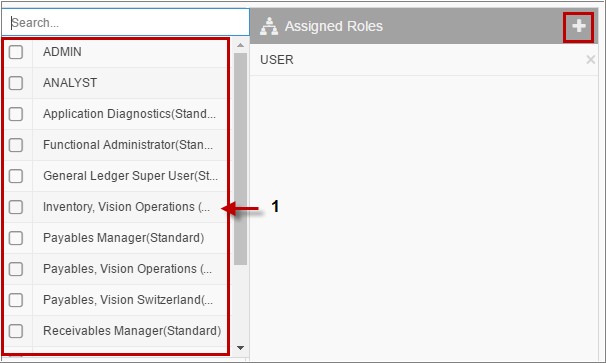 Search...
ADMIN
ANALYST
Application Diagnostics(Stand...
Functional Administrator(Stan...
General Ledger Super User(St...
Inventory, Vision Operations (...
Payables Manager(Standard)
Payables, Vision Operations (...
Payables, Vision Switzerland(...
Receivables Manager(Standard)
1
Assigned Roles
USER